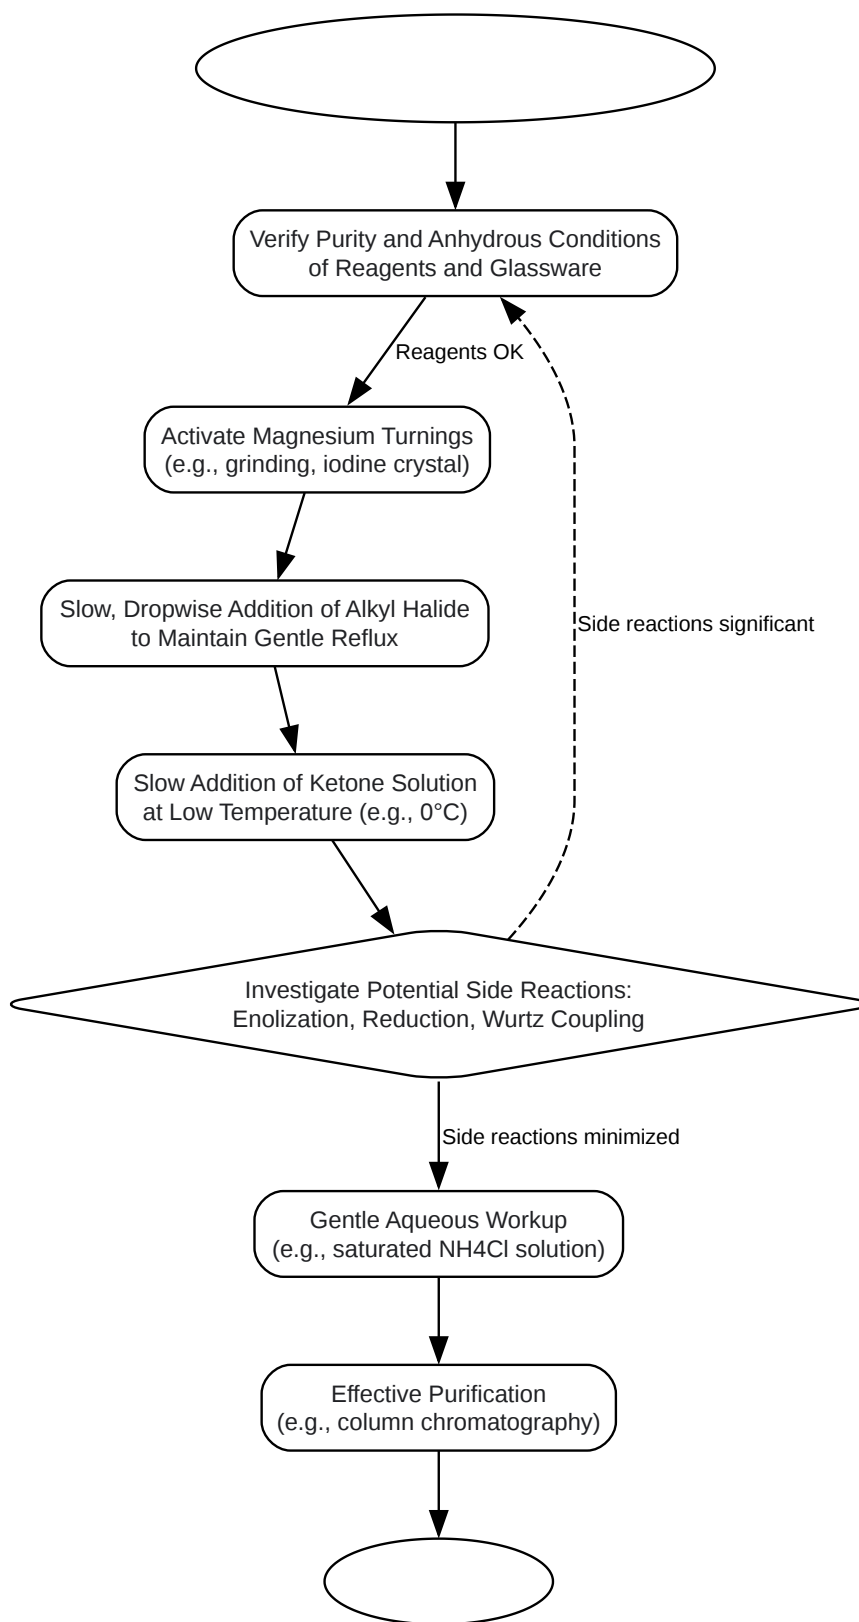 Verify Purity and Anhydrous Conditions
of Reagents and Glassware
Reagents OK
Activate Magnesium Turnings
(e.g., grinding, iodine crystal)
Slow, Dropwise Addition of Alkyl Halide
to Maintain Gentle Reflux
Side reactions significant
Slow Addition of Ketone Solution
at Low Temperature (e.g., 0°C)
Investigate Potential Side Reactions:
Enolization, Reduction, Wurtz Coupling
Side reactions minimized
Gentle Aqueous Workup
(e.g., saturated NH4Cl solution)
Effective Purification
(e.g., column chromatography)